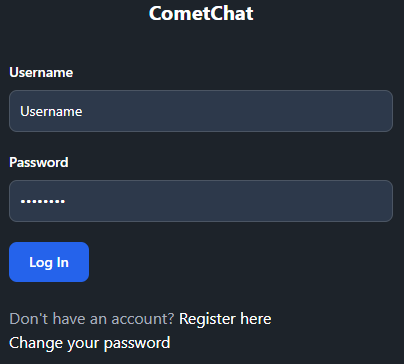 CometChat
Username
Username
Password
••••••••
Log In
Don't have an account? Register here
Change your password